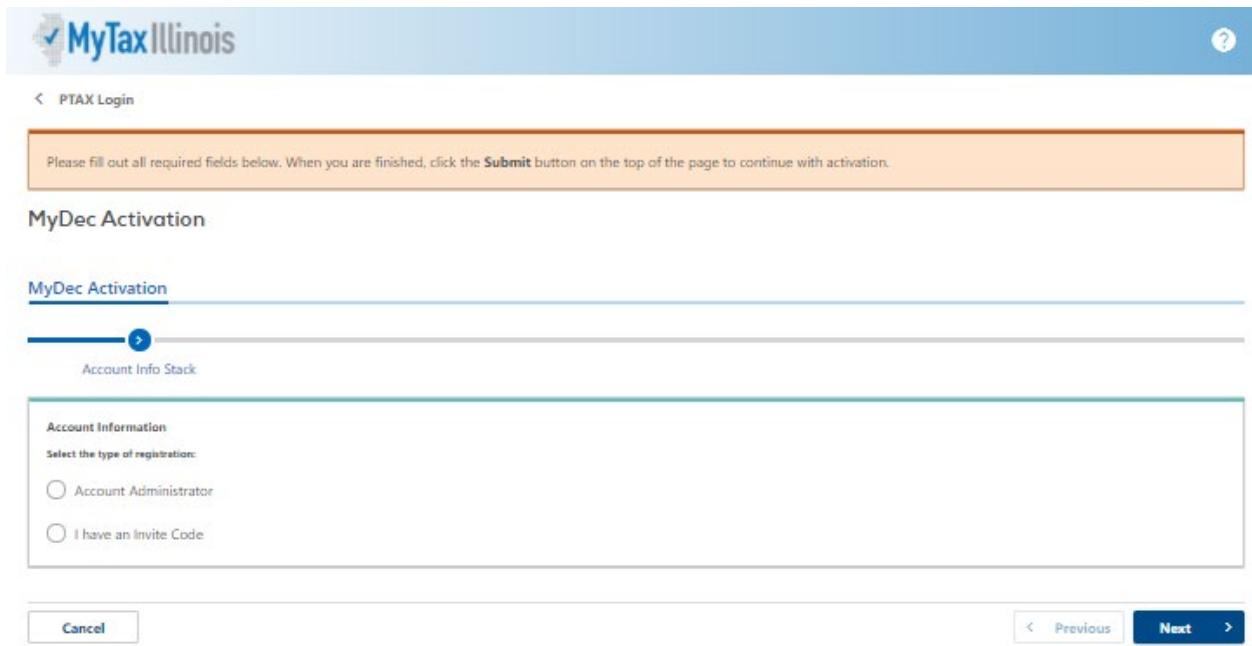 MyTax Illinois
?
< PTAX Login
Please fill out all required fields below. When you are finished, click the Submit button on the top of the page to continue with activation.
MyDec Activation
MyDec Activation
Account Info Stack
Account Information
Select the type of registration:
Account Administrator
I have an Invite Code
Cancel < Previous Next >